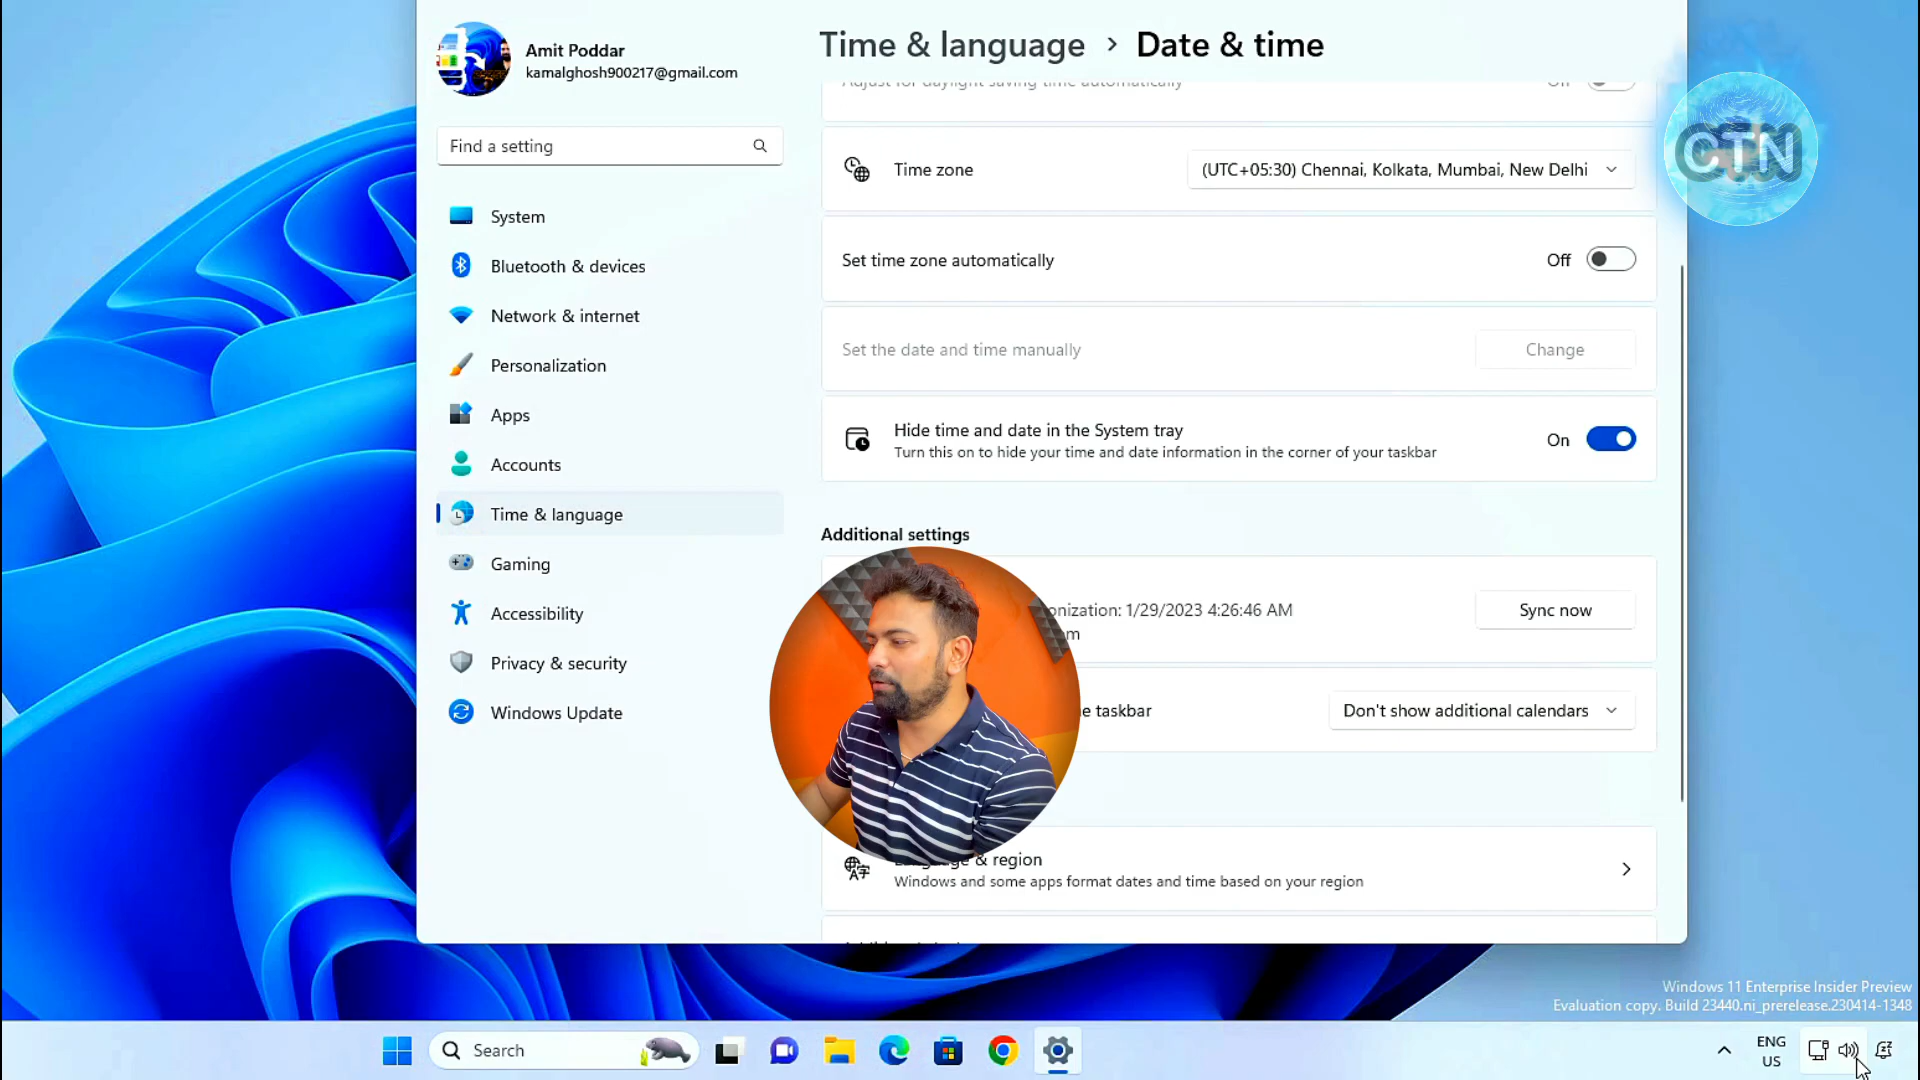 Amit Poddar
kamalghosh900217@gmail.com
Find a setting
System
Bluetooth & devices
Network & internet
Personalization
Apps
Accounts
Time & language
Gaming
Accessibility
Privacy & security
Windows Update
Time & language > Date & time
Adjust for daylight saving time automatically
Off
Time zone
(UTC+05:30) Chennai, Kolkata, Mumbai, New Delhi
Set time zone automatically
Off
Set the date and time manually
Change
Hide time and date in the System tray
Turn this on to hide your time and date information in the corner of your taskbar
On
Additional settings
onization: 1/29/2023 4:26:46 AM
m
Sync now
e taskbar
Don't show additional calendars
& region
Windows and some apps format dates and time based on your region
CTN
Windows 11 Enterprise Insider Preview
Evaluation copy. Build 23440.ni_prerelease.230414-1348
Search
ENG
US